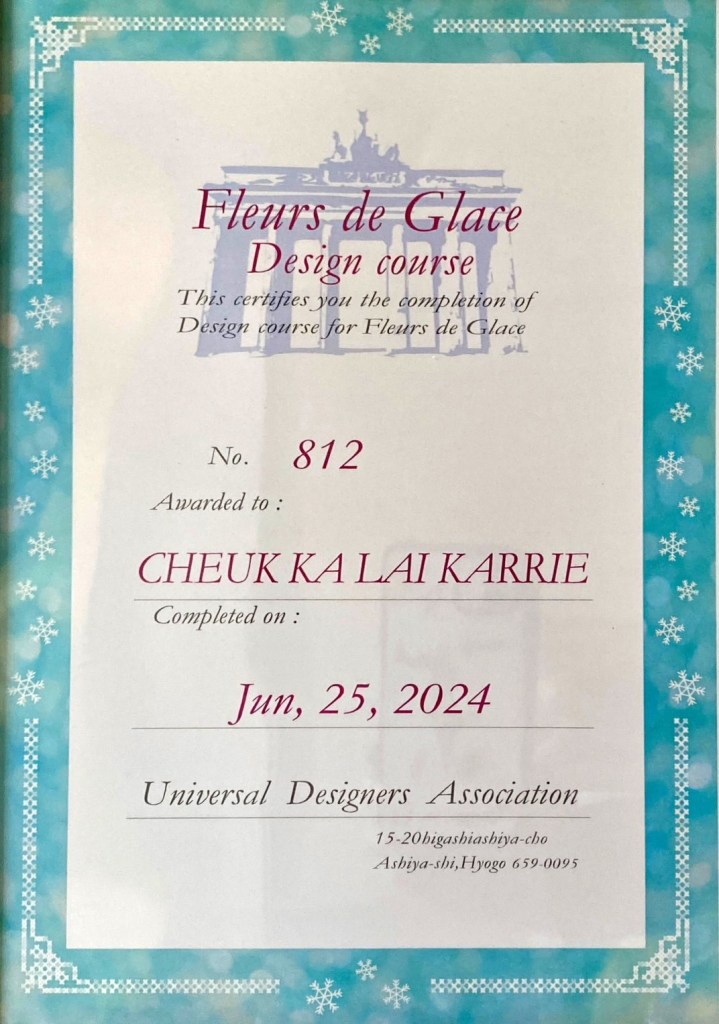 Fleurs de Glace
Design course
This certifies you the completion of
Design course for Fleurs de Glace
No. 812
Awarded to :
CHEUK KA LAI KARRIE
Completed on :
Jun, 25, 2024
Universal Designers Association
15-20higashiashiya-cho
Ashiya-shi,Hyogo 659-0095